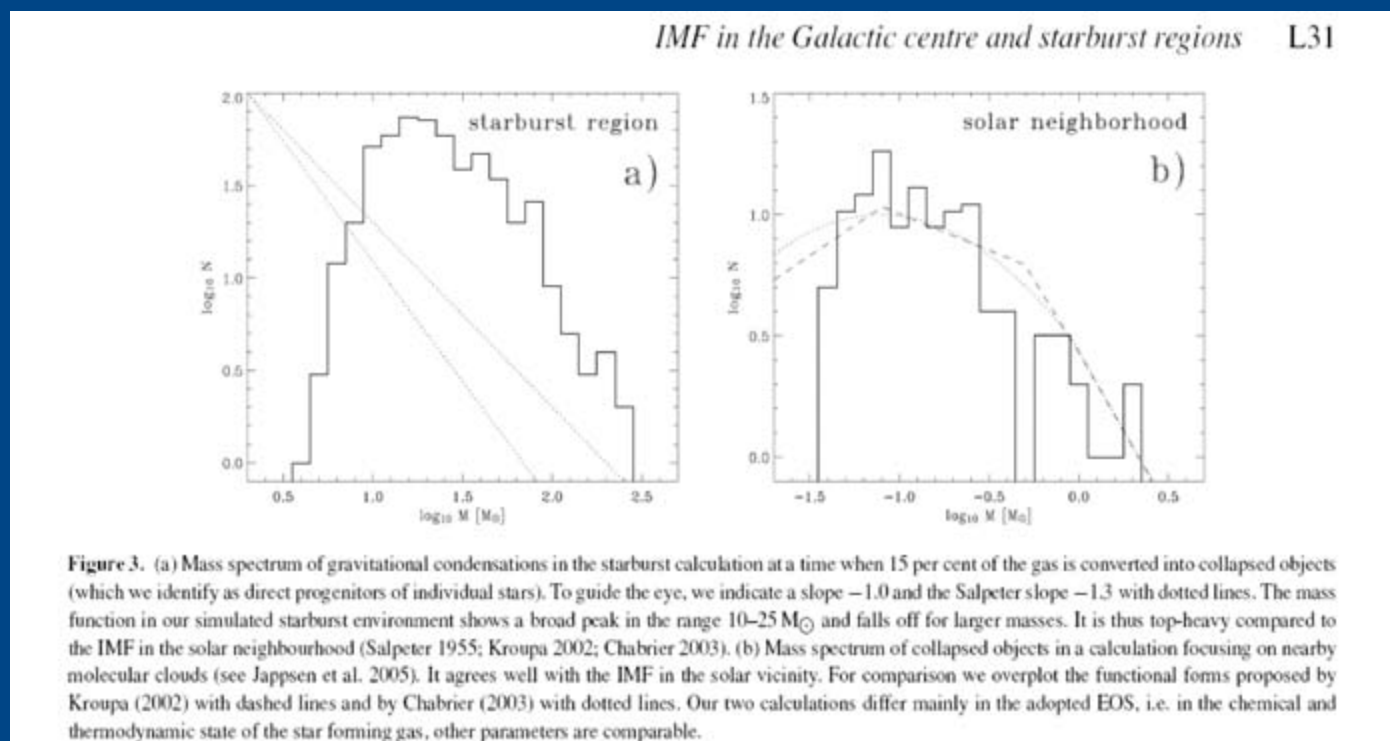 IMF in the Galactic centre and starburst regions L31
starburst region
a)
2.0
1.5
1.0
0.5
0.0
log₁₀ N
0.5 1.0 1.5 2.0 2.5
log₁₀ M [M⊙]
solar neighborhood
b)
1.5
1.0
0.5
0.0
log₁₀ N
−1.5 −1.0 −0.5 0.0 0.5
log₁₀ M [M⊙]
Figure 3. (a) Mass spectrum of gravitational condensations in the starburst calculation at a time when 15 per cent of the gas is converted into collapsed objects
(which we identify as direct progenitors of individual stars). To guide the eye, we indicate a slope −1.0 and the Salpeter slope −1.3 with dotted lines. The mass
function in our simulated starburst environment shows a broad peak in the range 10–25 M⊙ and falls off for larger masses. It is thus top-heavy compared to
the IMF in the solar neighbourhood (Salpeter 1955; Kroupa 2002; Chabrier 2003). (b) Mass spectrum of collapsed objects in a calculation focusing on nearby
molecular clouds (see Jappsen et al. 2005). It agrees well with the IMF in the solar vicinity. For comparison we overplot the functional forms proposed by
Kroupa (2002) with dashed lines and by Chabrier (2003) with dotted lines. Our two calculations differ mainly in the adopted EOS, i.e. in the chemical and
thermodynamic state of the star forming gas, other parameters are comparable.